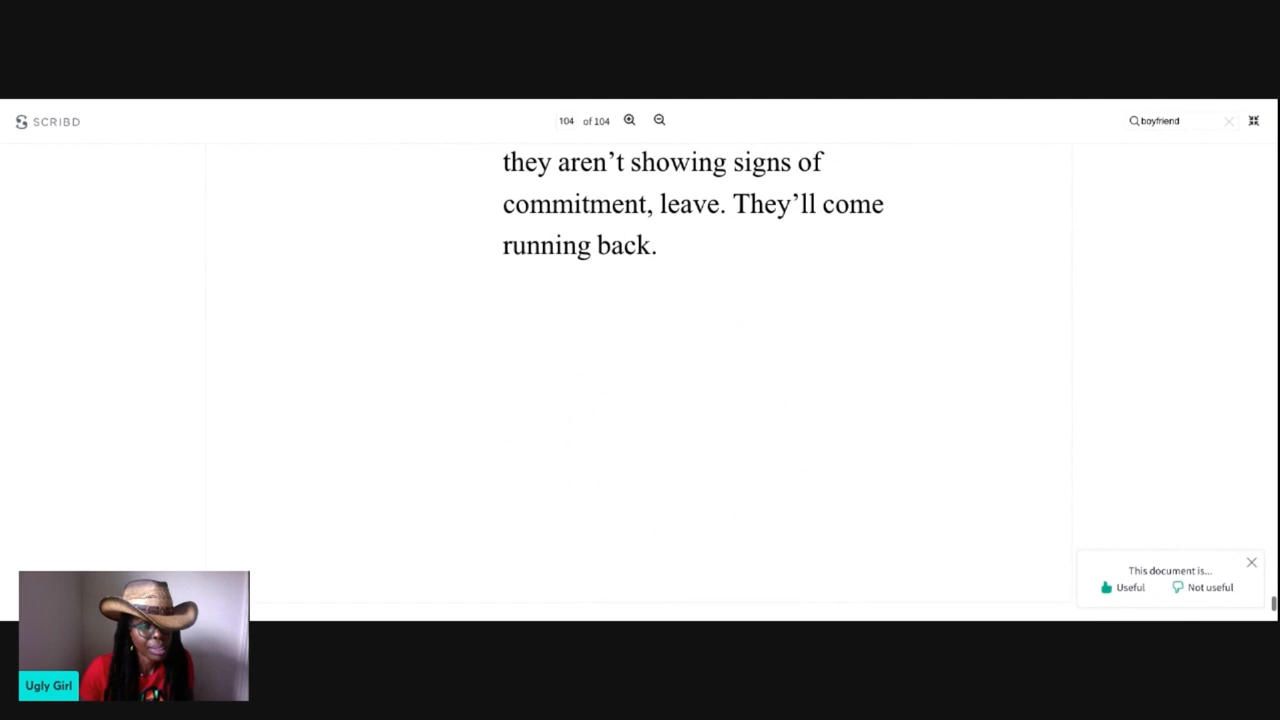 SCRIBD
104 of 104
boyfriend
they aren’t showing signs of
commitment, leave. They’ll come
running back.
This document is...
Useful Not useful
Ugly Girl